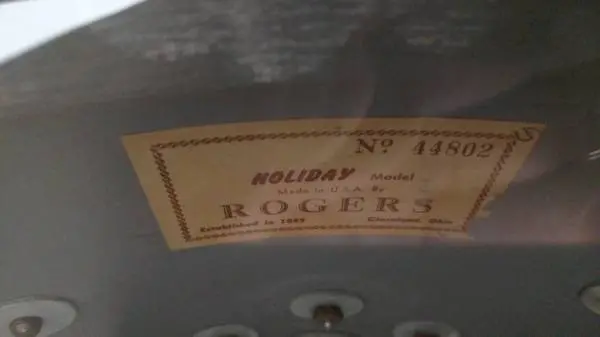 Nº 44802
HOLIDAY Model
Made in U.S.A. By
ROGERS
Established in 1849 Cleveland, Ohio